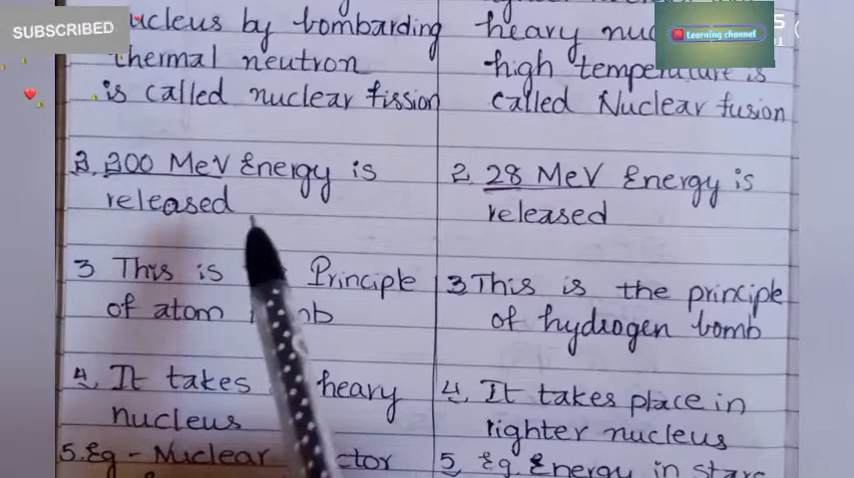 SUBSCRIBED
Learning channel
nucleus by bombarding
thermal neutron
is called nuclear fission
heavy
high temperature is
called Nuclear fusion
2. 200 MeV Energy is
released
2. 28 MeV Energy is
released
3 This is Principle
of atom
3 This is the principle
of hydrogen bomb
4. It takes heavy
nucleus
4. It takes place in
lighter nucleus
5. Eg - Nuclear
5. Eg. Energy in stars